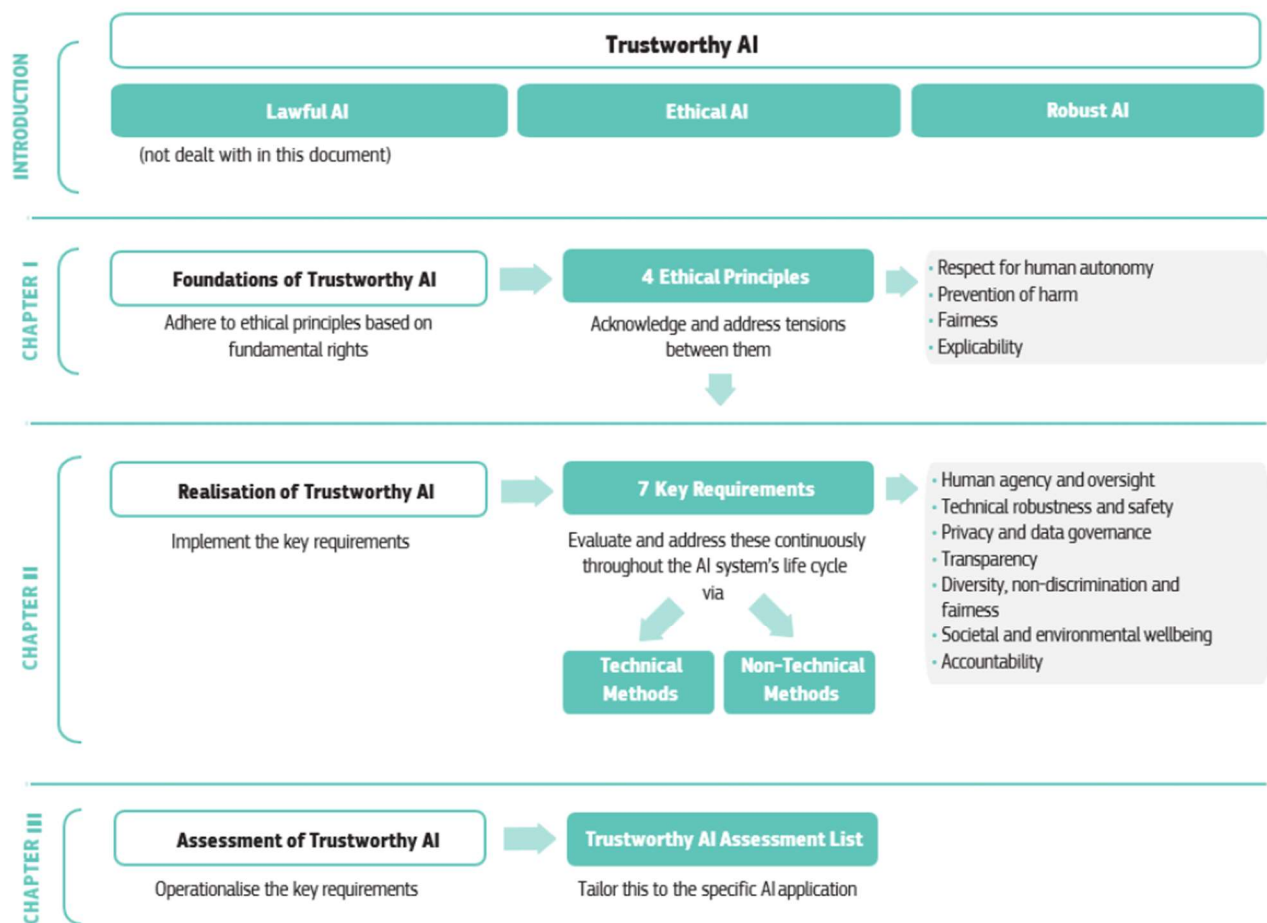 INTRODUCTION
Trustworthy AI
Lawful AI
Ethical AI
Robust AI
(not dealt with in this document)
CHAPTER I
Foundations of Trustworthy AI
Adhere to ethical principles based on
fundamental rights
4 Ethical Principles
Acknowledge and address tensions
between them
• Respect for human autonomy
• Prevention of harm
• Fairness
• Explicability
CHAPTER II
Realisation of Trustworthy AI
Implement the key requirements
7 Key Requirements
Evaluate and address these continuously
throughout the AI system's life cycle
via
Technical
Methods
Non-Technical
Methods
• Human agency and oversight
• Technical robustness and safety
• Privacy and data governance
• Transparency
• Diversity, non-discrimination and
fairness
• Societal and environmental wellbeing
• Accountability
CHAPTER III
Assessment of Trustworthy AI
Operationalise the key requirements
Trustworthy AI Assessment List
Tailor this to the specific AI application